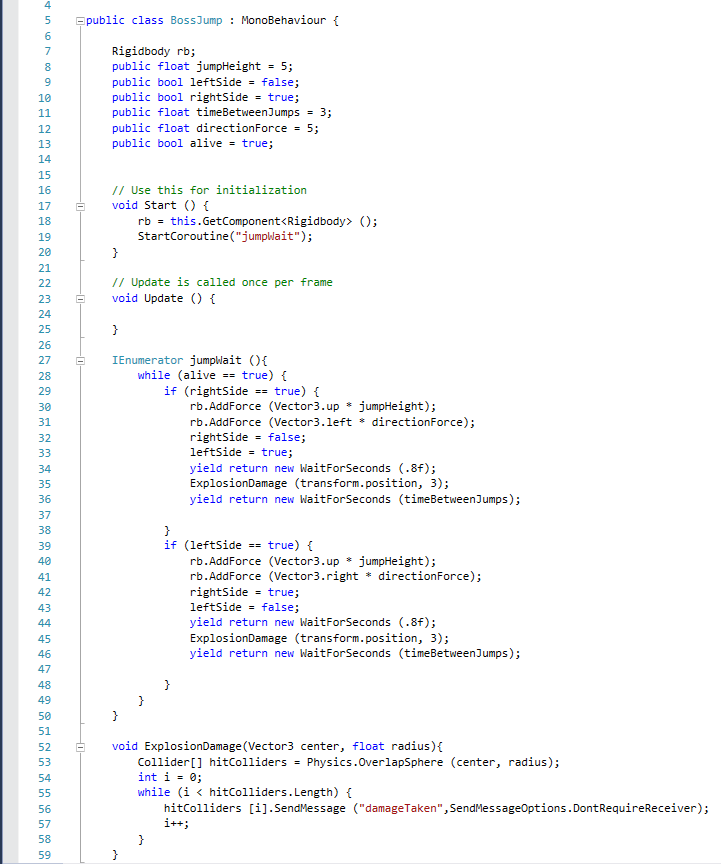 4
5 public class BossJump : MonoBehaviour {
6
7 Rigidbody rb;
8 public float jumpHeight = 5;
9 public bool leftSide = false;
10 public bool rightSide = true;
11 public float timeBetweenJumps = 3;
12 public float directionForce = 5;
13 public bool alive = true;
14
15
16 // Use this for initialization
17 void Start () {
18 rb = this.GetComponent<Rigidbody> ();
19 StartCoroutine("jumpWait");
20 }
21
22 // Update is called once per frame
23 void Update () {
24
25 }
26
27 IEnumerator jumpWait (){
28 while (alive == true) {
29 if (rightSide == true) {
30 rb.AddForce (Vector3.up * jumpHeight);
31 rb.AddForce (Vector3.left * directionForce);
32 rightSide = false;
33 leftSide = true;
34 yield return new WaitForSeconds (.8f);
35 ExplosionDamage (transform.position, 3);
36 yield return new WaitForSeconds (timeBetweenJumps);
37
38 }
39 if (leftSide == true) {
40 rb.AddForce (Vector3.up * jumpHeight);
41 rb.AddForce (Vector3.right * directionForce);
42 rightSide = true;
43 leftSide = false;
44 yield return new WaitForSeconds (.8f);
45 ExplosionDamage (transform.position, 3);
46 yield return new WaitForSeconds (timeBetweenJumps);
47
48 }
49 }
50 }
51
52 void ExplosionDamage(Vector3 center, float radius){
53 Collider[] hitColliders = Physics.OverlapSphere (center, radius);
54 int i = 0;
55 while (i < hitColliders.Length) {
56 hitColliders [i].SendMessage ("damageTaken",SendMessageOptions.DontRequireReceiver);
57 i++;
58 }
59 }